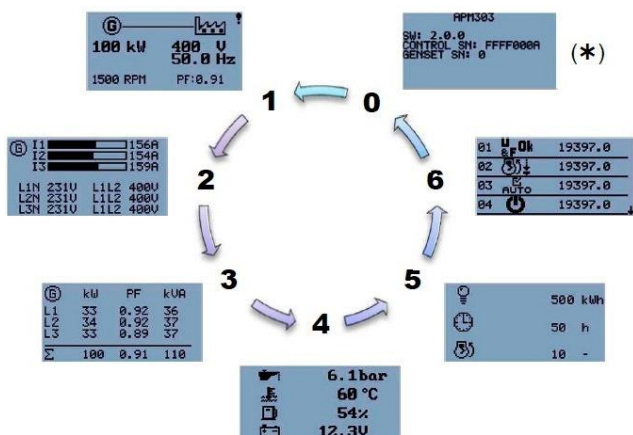 G
100 kW 400 V
50.0 Hz
1500 RPM PF:0.91
APM303
SW: 2.0.0
CONTROL SN: FFFF000A
GENSET SN: 0
(*)
1
0
G I1 156A
I2 154A
I3 159A
L1N 231V L1L2 400V
L2N 231V L1L2 400V
L3N 231V L1L2 400V
2
6
01 U &F Ok 19397.0
02 19397.0
03 AUTO 19397.0
04 19397.0
3
5
4
G kW PF kVA
L1 33 0.92 36
L2 34 0.92 37
L3 33 0.89 37
Σ 100 0.91 110
500 kWh
50 h
10 -
6.1bar
60 °C
54%
12.3V